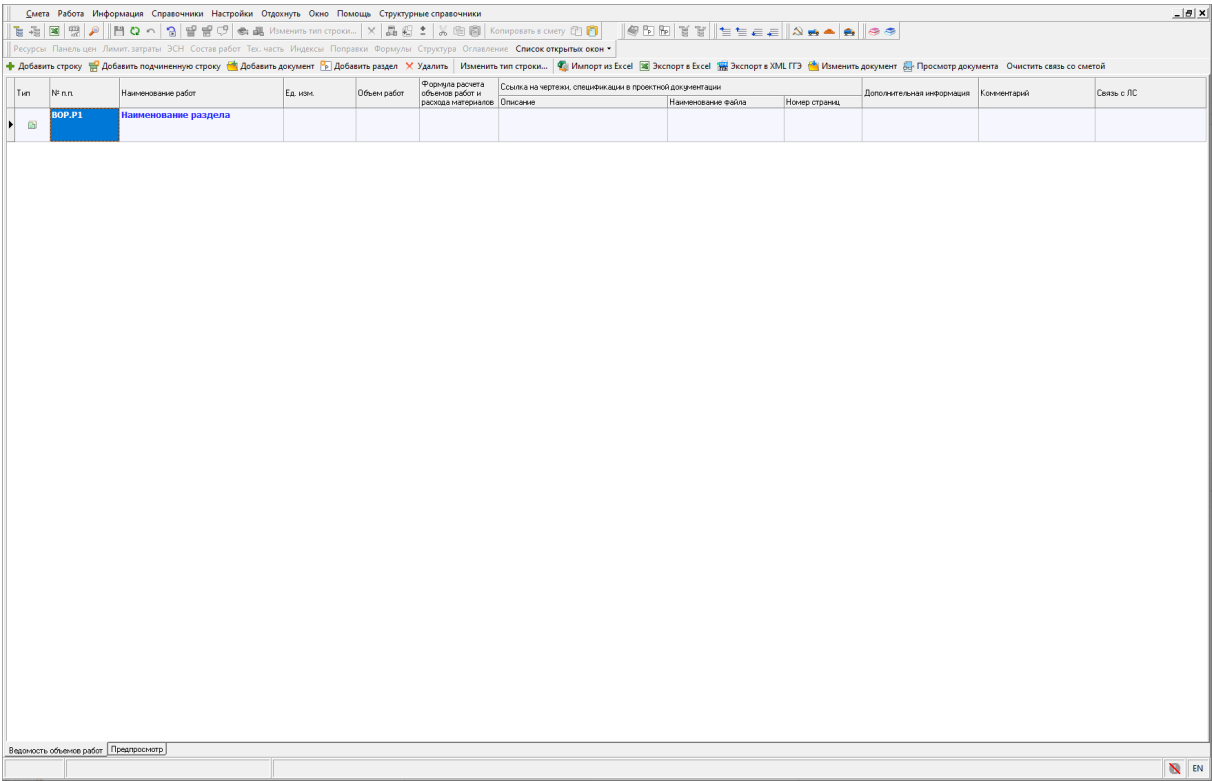 Смета Работа Информация Справочники Настройки Отдохнуть Окно Помощь Структурные справочники
Изменить тип строки... Копировать в смету
Ресурсы Панель цен Лимит. затраты ЭСН Состав работ Тех. часть Индексы Поправки Формулы Структура Оглавление Список открытых окон
Добавить строку Добавить подчиненную строку Добавить документ Добавить раздел Удалить Изменить тип строки... Импорт из Excel Экспорт в Excel Экспорт в XML ГГЭ Изменить документ Просмотр документа Очистить связь со сметой
Тип
№ п.п.
Наименование работ
Ед. изм.
Объем работ
Формула расчета
объемов работ и
расхода материалов
Ссылка на чертежи, спецификации в проектной документации
Описание
Наименование файла
Номер страниц
Дополнительная информация
Комментарий
Связь с ЛС
ВОР.Р1
Наименование раздела
Ведомость объемов работ
Предпросмотр
EN